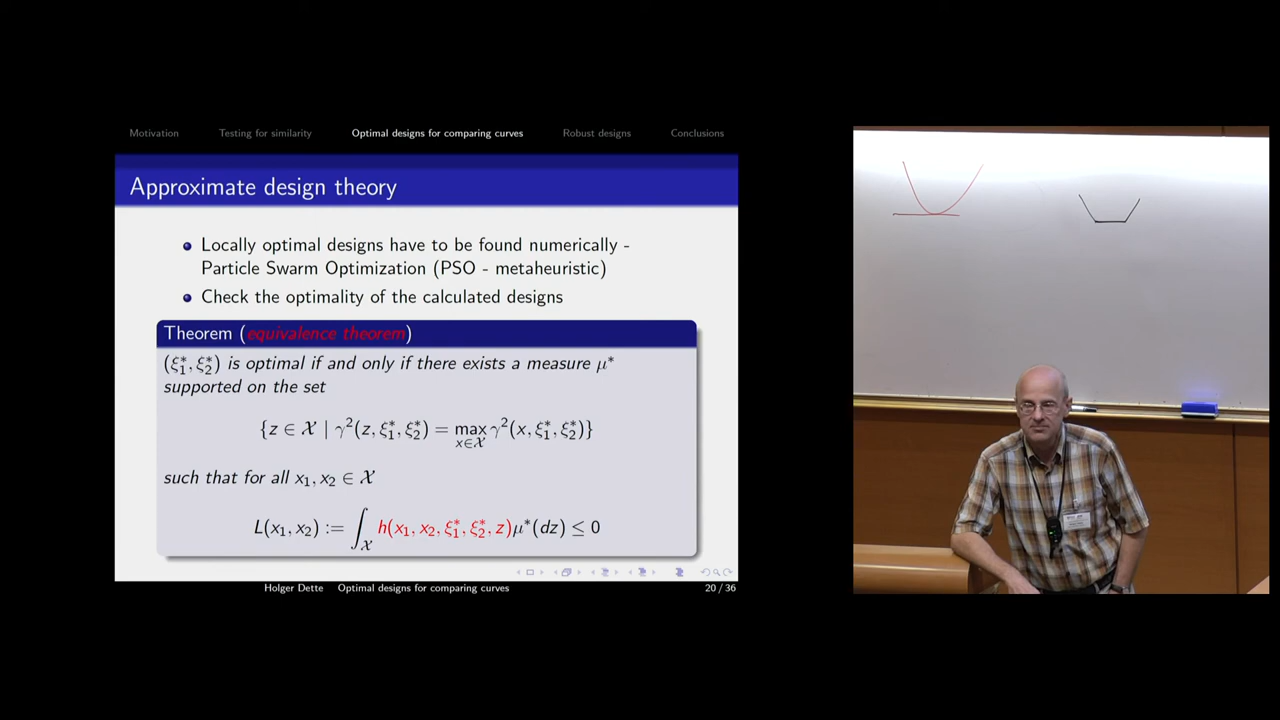 Motivation Testing for similarity Optimal designs for comparing curves Robust designs Conclusions
Approximate design theory
Locally optimal designs have to be found numerically -
Particle Swarm Optimization (PSO - metaheuristic)
Check the optimality of the calculated designs
Theorem (equivalence theorem)
(ξ₁*, ξ₂*) is optimal if and only if there exists a measure μ*
supported on the set
{z ∈ 𝒳 | γ²(z, ξ₁*, ξ₂*) = max_{x∈𝒳} γ²(x, ξ₁*, ξ₂*)}
such that for all x₁, x₂ ∈ 𝒳
L(x₁, x₂) := ∫_𝒳 h(x₁, x₂, ξ₁*, ξ₂*, z)μ*(dz) ≤ 0
Holger Dette Optimal designs for comparing curves 20 / 36